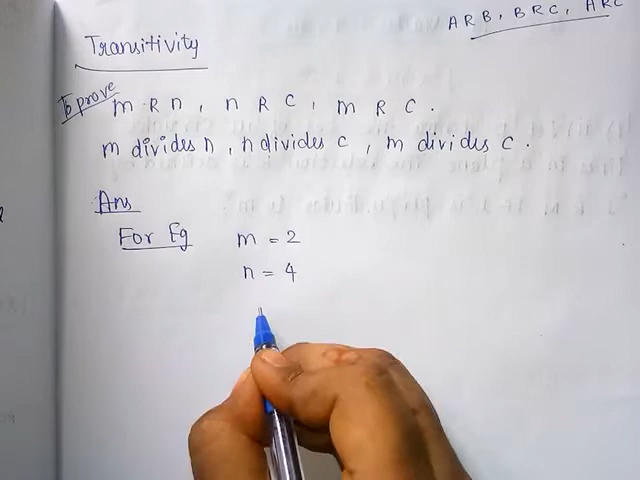 ARB, BRC, ARC
Transitivity
To prove
m R n, n R C, m R C.
m divides n, n divides c, m divides c.
Ans
For Eg m = 2
n = 4